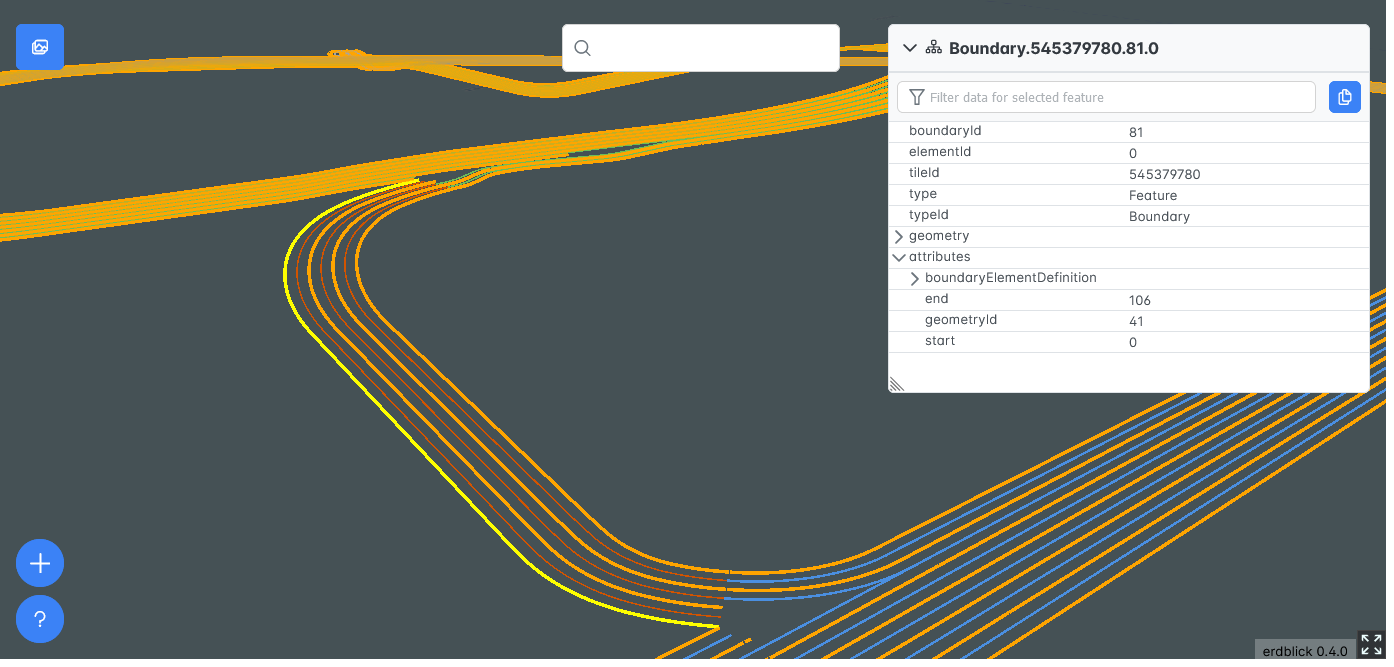 Boundary.545379780.81.0
Filter data for selected feature
boundaryId 81
elementId 0
tileId 545379780
type Feature
typeId Boundary
geometry
attributes
boundaryElementDefinition
end 106
geometryId 41
start 0
?
erdblick 0.4.0